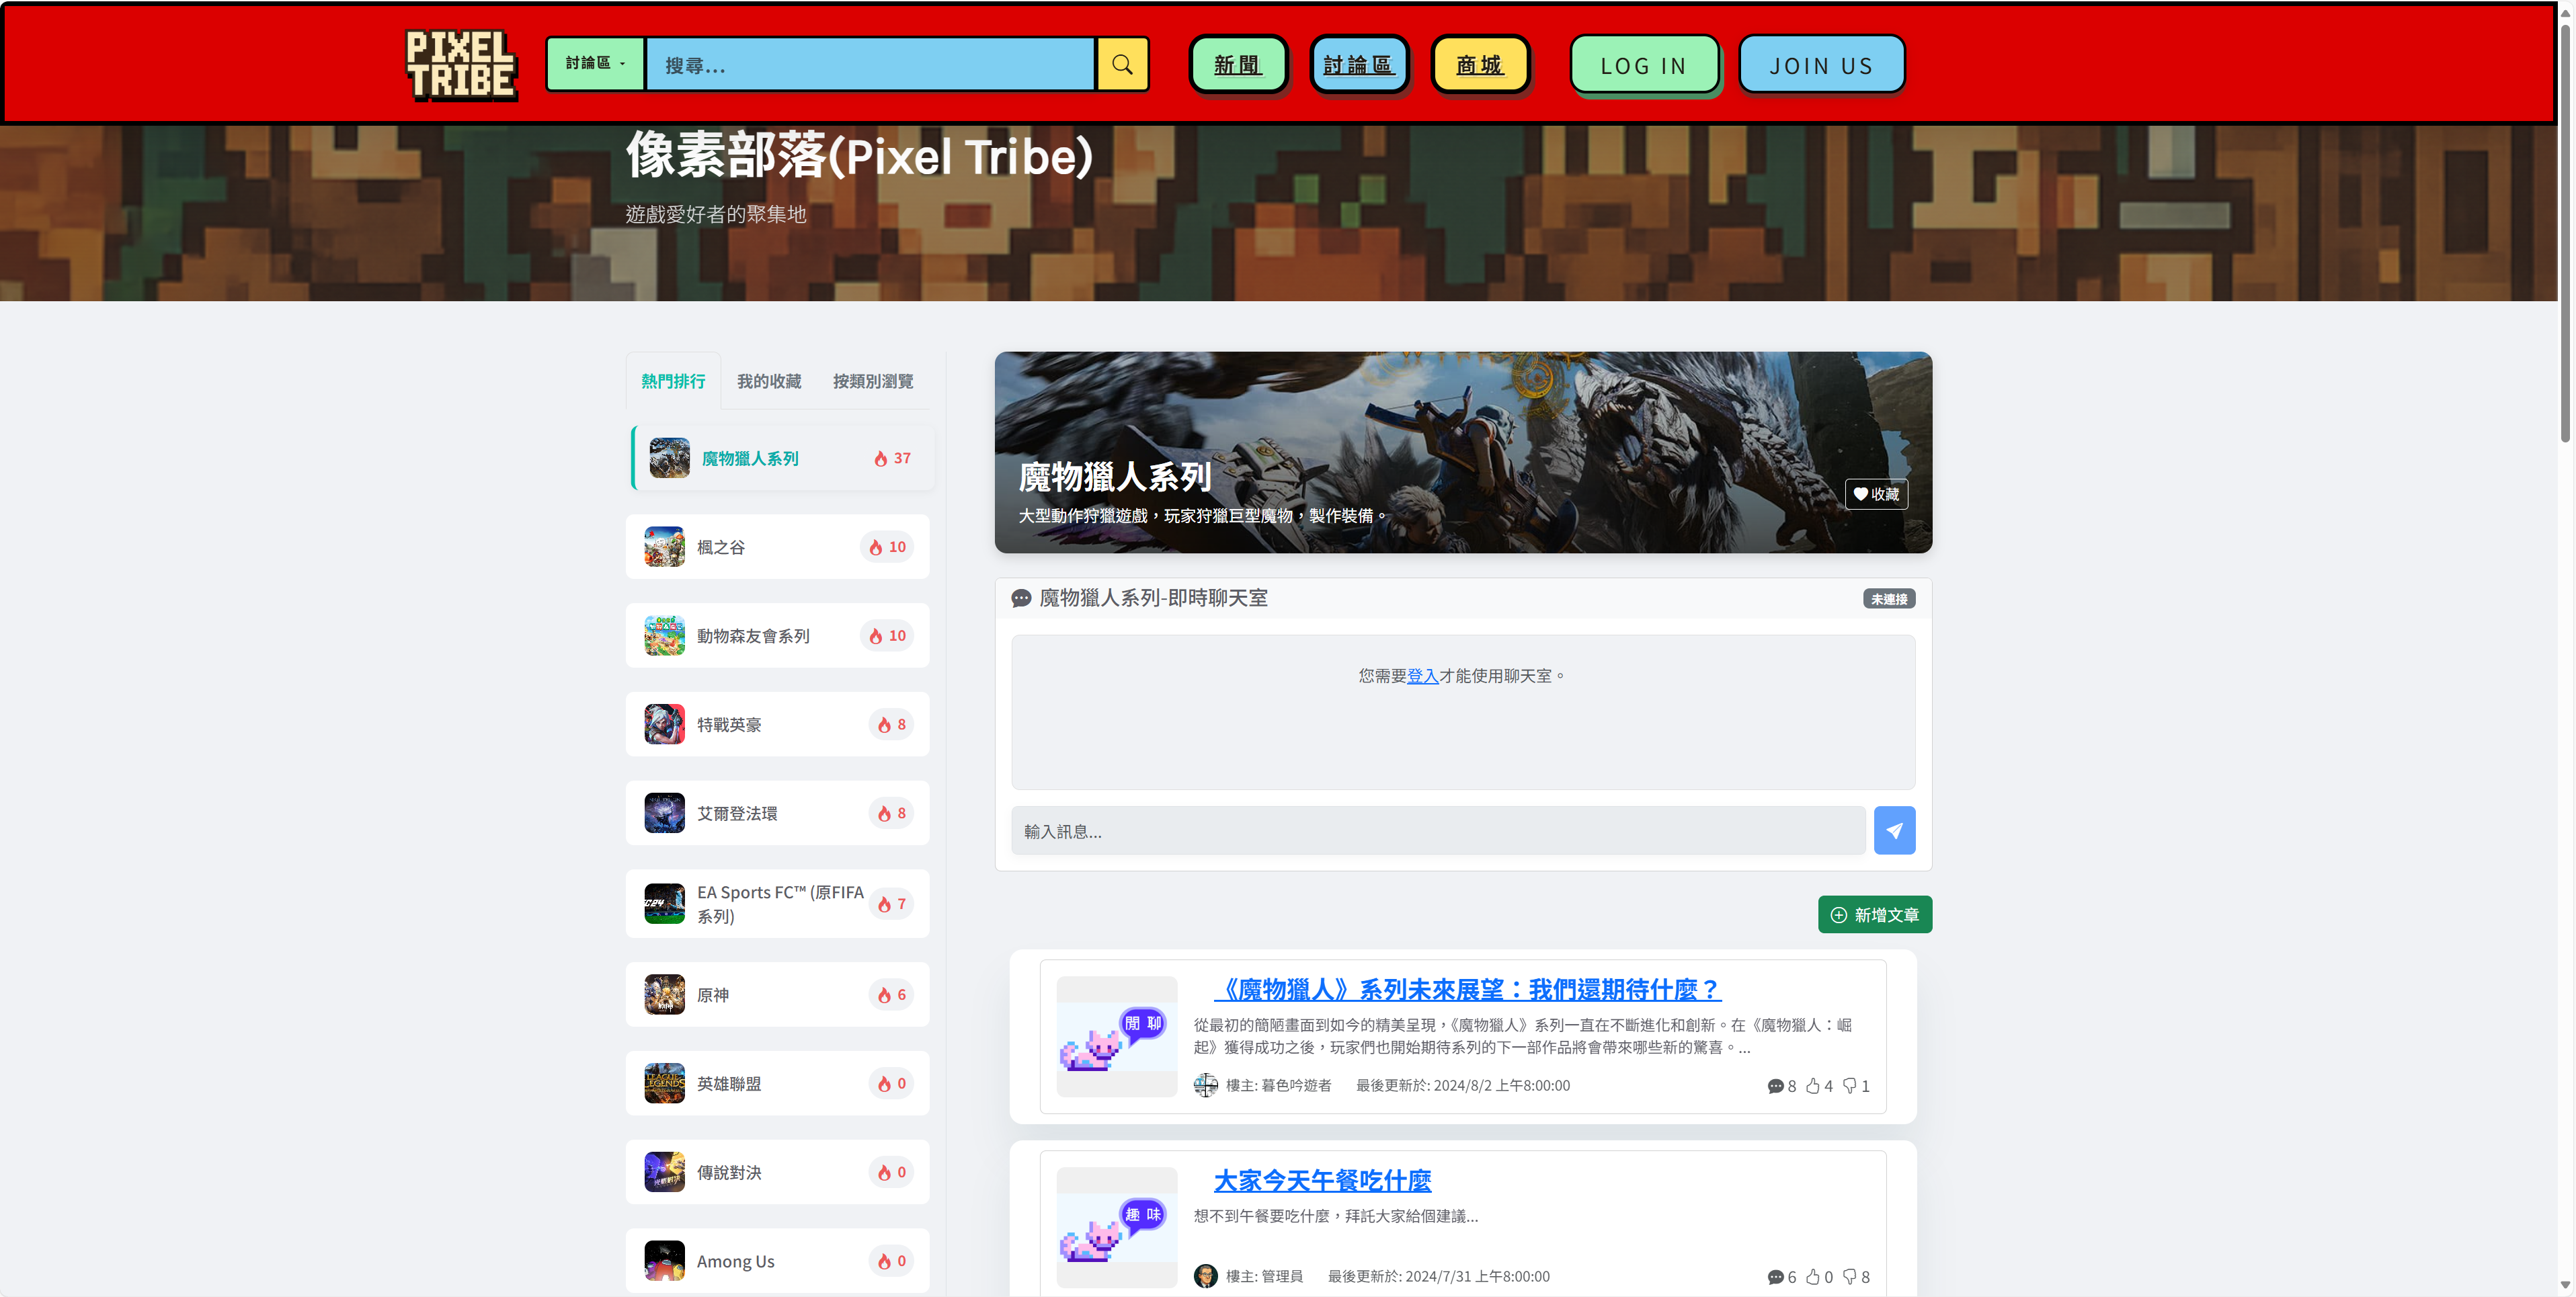 PIXEL
TRIBE
討論區
搜尋...
新聞
討論區
商城
LOG IN
JOIN US
像素部落(Pixel Tribe)
遊戲愛好者的聚集地
熱門排行
我的收藏
按類別瀏覽
魔物獵人系列
37
楓之谷
10
動物森友會系列
10
特戰英豪
8
艾爾登法環
8
EA Sports FC™ (原FIFA
系列)
7
原神
6
英雄聯盟
0
傳說對決
0
Among Us
0
魔物獵人系列
大型動作狩獵遊戲，玩家狩獵巨型魔物，製作裝備。
收藏
魔物獵人系列-即時聊天室
未連接
您需要登入才能使用聊天室。
輸入訊息...
新增文章
閒 聊
《魔物獵人》系列未來展望：我們還期待什麼？
從最初的簡陋畫面到如今的精美呈現，《魔物獵人》系列一直在不斷進化和創新。在《魔物獵人：崛
起》獲得成功之後，玩家們也開始期待系列的下一部作品將會帶來哪些新的驚喜。...
樓主: 暮色吟遊者 最後更新於: 2024/8/2 上午8:00:00
8 4 1
趣 味
大家今天午餐吃什麼
想不到午餐要吃什麼，拜託大家給個建議...
樓主: 管理員 最後更新於: 2024/7/31 上午8:00:00
6 0 8